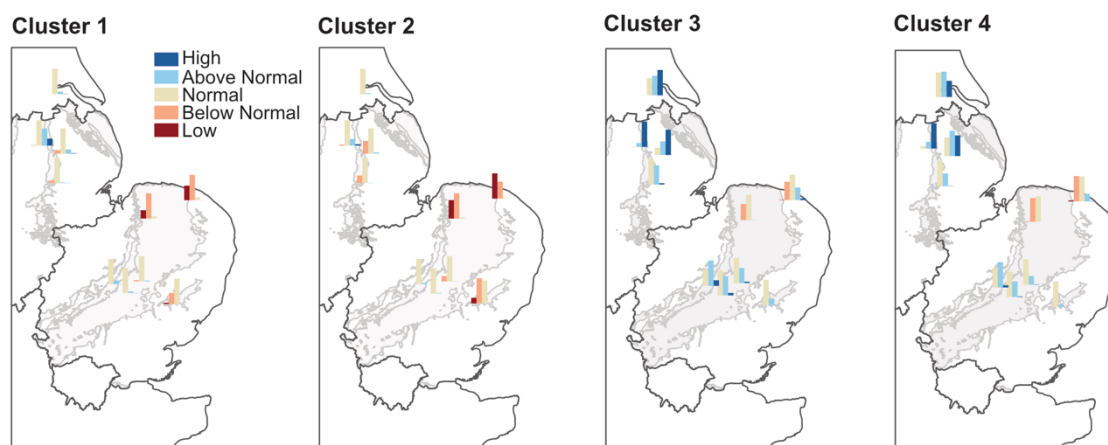 Cluster 1
Cluster 2
Cluster 3
Cluster 4
High
Above Normal
Normal
Below Normal
Low